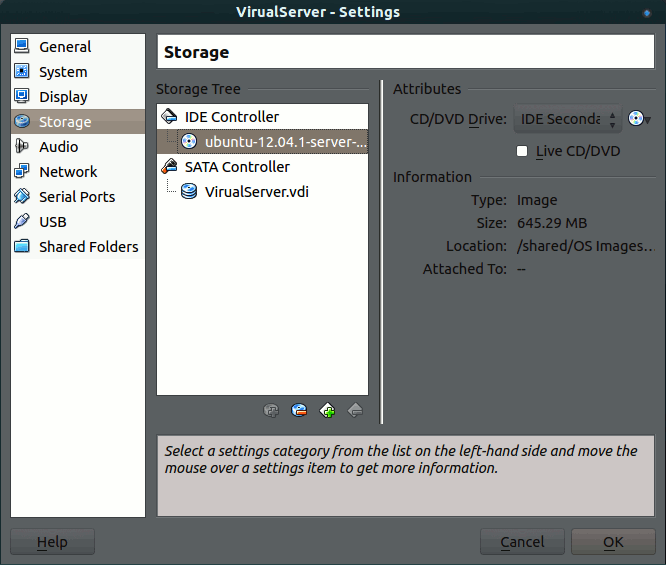 VirualServer - Settings
General
System
Display
Storage
Audio
Network
Serial Ports
USB
Shared Folders
Storage
Storage Tree
IDE Controller
ubuntu-12.04.1-server-...
SATA Controller
VirualServer.vdi
Attributes
CD/DVD Drive: IDE Seconda
Live CD/DVD
Information
Type: Image
Size: 645.29 MB
Location: /shared/OS Images...
Attached To: --
Select a settings category from the list on the left-hand side and move the
mouse over a settings item to get more information.
Help
Cancel
OK